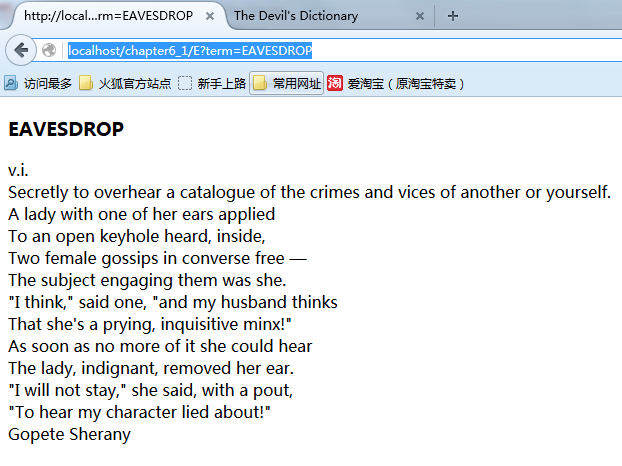 http://local...rm=EAVESDROP
The Devil's Dictionary
localhost/chapter6_1/E?term=EAVESDROP
访问最多 火狐官方站点 新手上路 常用网址 淘 爱淘宝（原淘宝特卖）
EAVESDROP
v.i.
Secretly to overhear a catalogue of the crimes and vices of another or yourself.
A lady with one of her ears applied
To an open keyhole heard, inside,
Two female gossips in converse free —
The subject engaging them was she.
"I think," said one, "and my husband thinks
That she's a prying, inquisitive minx!"
As soon as no more of it she could hear
The lady, indignant, removed her ear.
"I will not stay," she said, with a pout,
"To hear my character lied about!"
Gopete Sherany